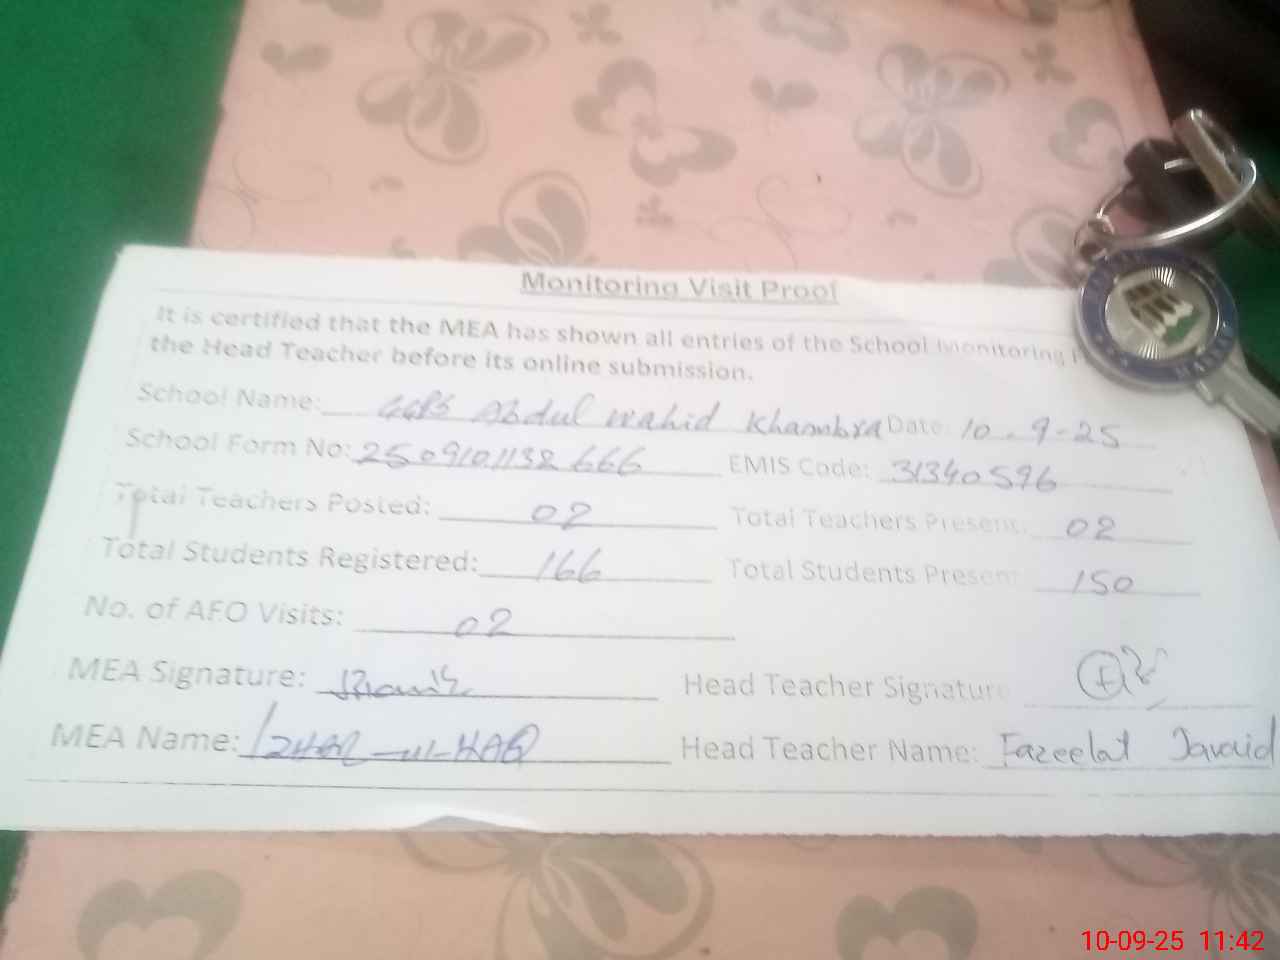 Monitoring Visit Proof
It is certified that the MEA has shown all entries of the School Monitoring
the Head Teacher before its online submission.
School Name: GGPS Abdul Wahid Khambra Date: 10-9-25
School Form No: 2509101132666 EMIS Code: 31340596
Total Teachers Posted: 02 Total Teachers Present: 02
Total Students Registered: 166 Total Students Present: 150
No. of AEO Visits: 02
MEA Signature: Head Teacher Signature
MEA Name: Izhar-ul-HAQ Head Teacher Name: Fazeelat Javaid
10-09-25 11:42